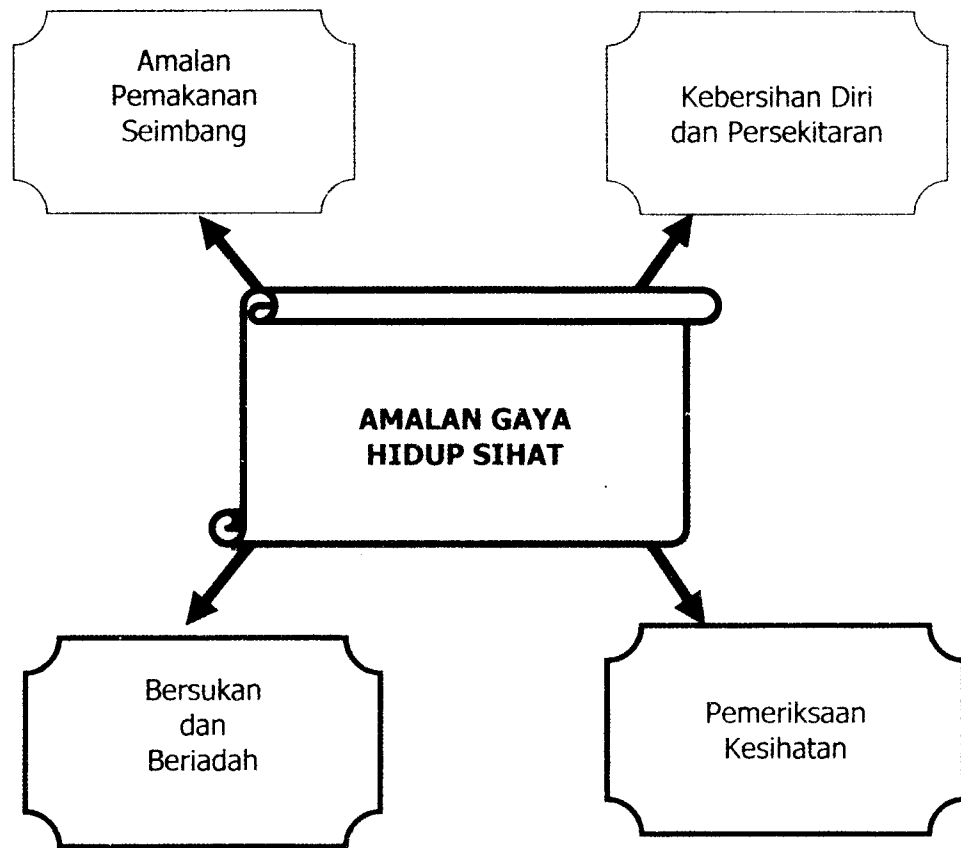 Amalan
Pemakanan
Seimbang
Kebersihan Diri
dan Persekitaran
AMALAN GAYA
HIDUP SIHAT
Bersukan
dan
Beriadah
Pemeriksaan
Kesihatan